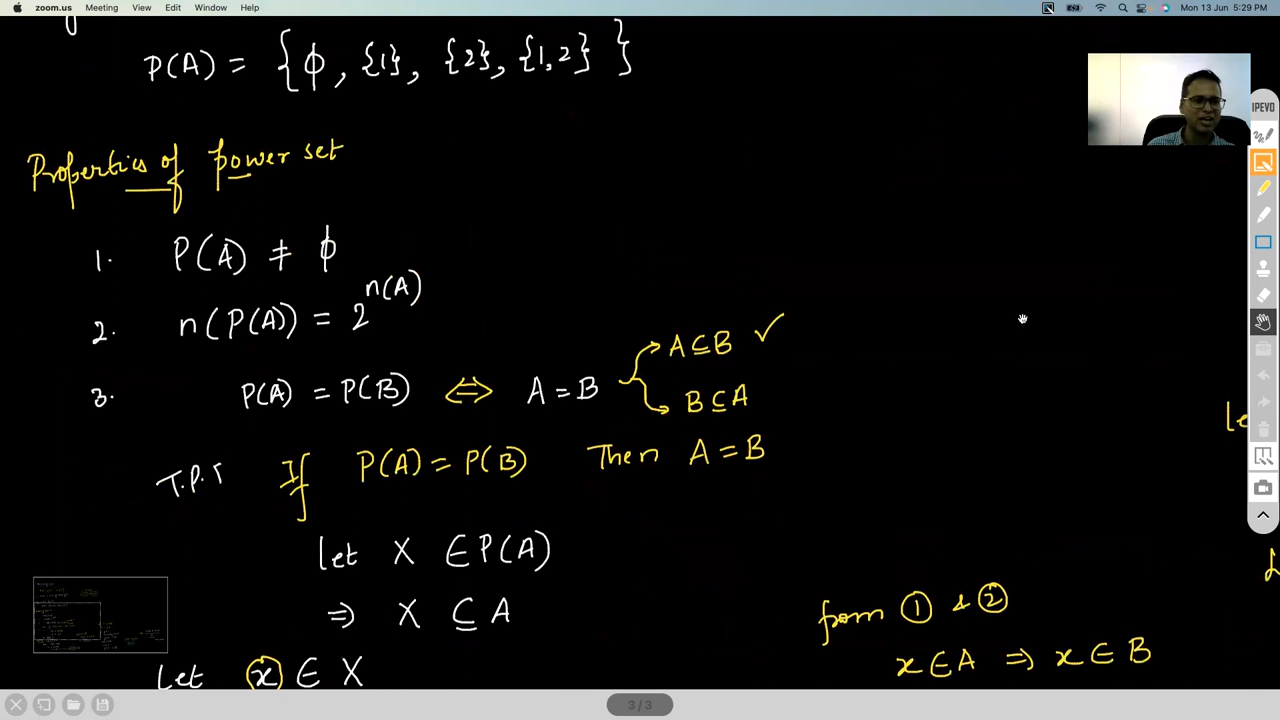 zoom.us Meeting View Edit Window Help Mon 13 Jun 5:29 PM
P(A) = { ϕ, {1}, {2}, {1,2} }
IPEVO
Properties of power set
1. P(A) ≠ ϕ
2. n(P(A)) = 2^n(A)
3. P(A) = P(B) ⇔ A = B → A ⊆ B ✓
→ B ⊆ A
T.P.T If P(A) = P(B) Then A = B
let X ∈ P(A)
⇒ X ⊆ A
Let x ∈ X
from ① & ②
x ∈ A ⇒ x ∈ B
3 / 3